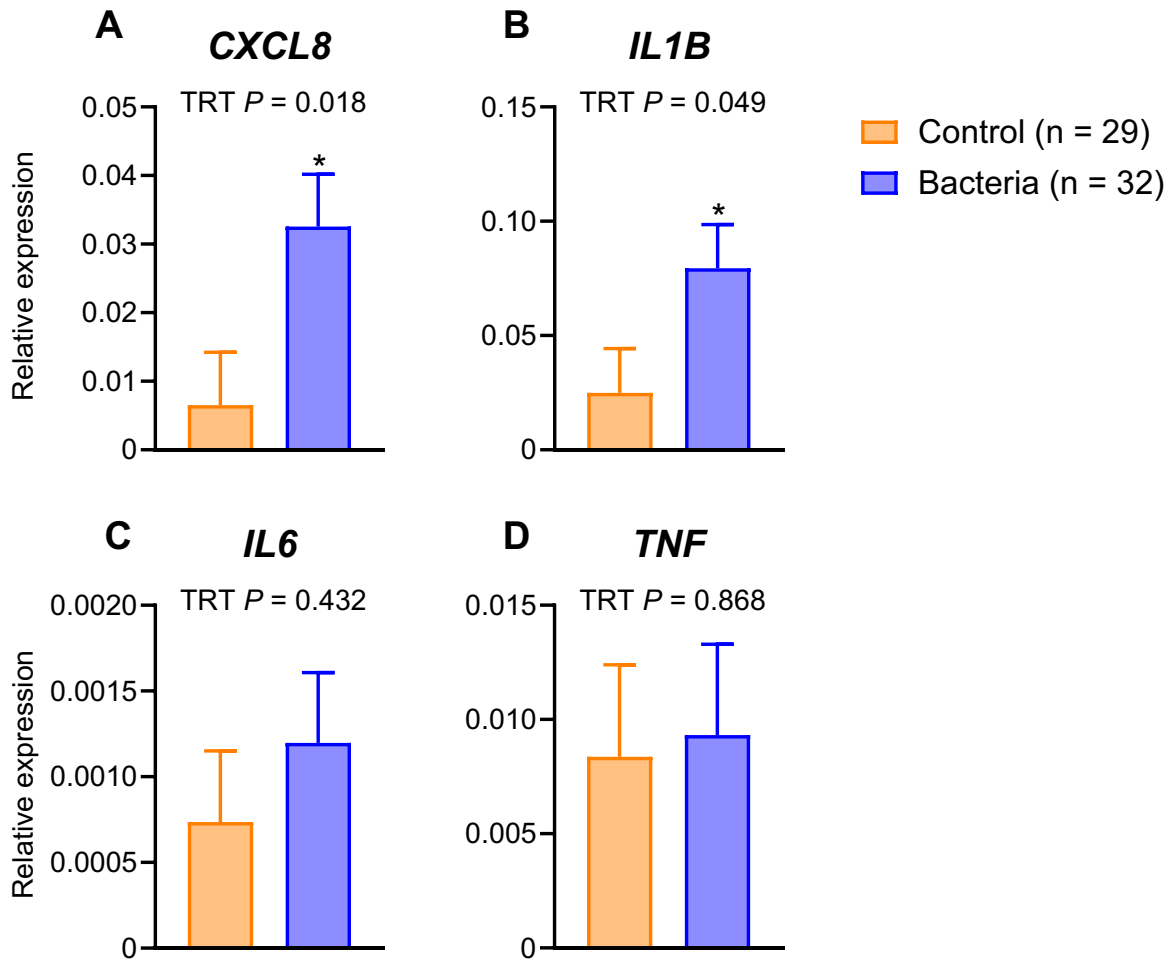 A
CXCL8
TRT P = 0.018
Relative expression
0.05
0.04
0.03
0.02
0.01
0
*
B
IL1B
TRT P = 0.049
0.15
0.10
0.05
0
*
Control (n = 29)
Bacteria (n = 32)
C
IL6
TRT P = 0.432
Relative expression
0.0020
0.0015
0.0010
0.0005
0
D
TNF
TRT P = 0.868
0.015
0.010
0.005
0